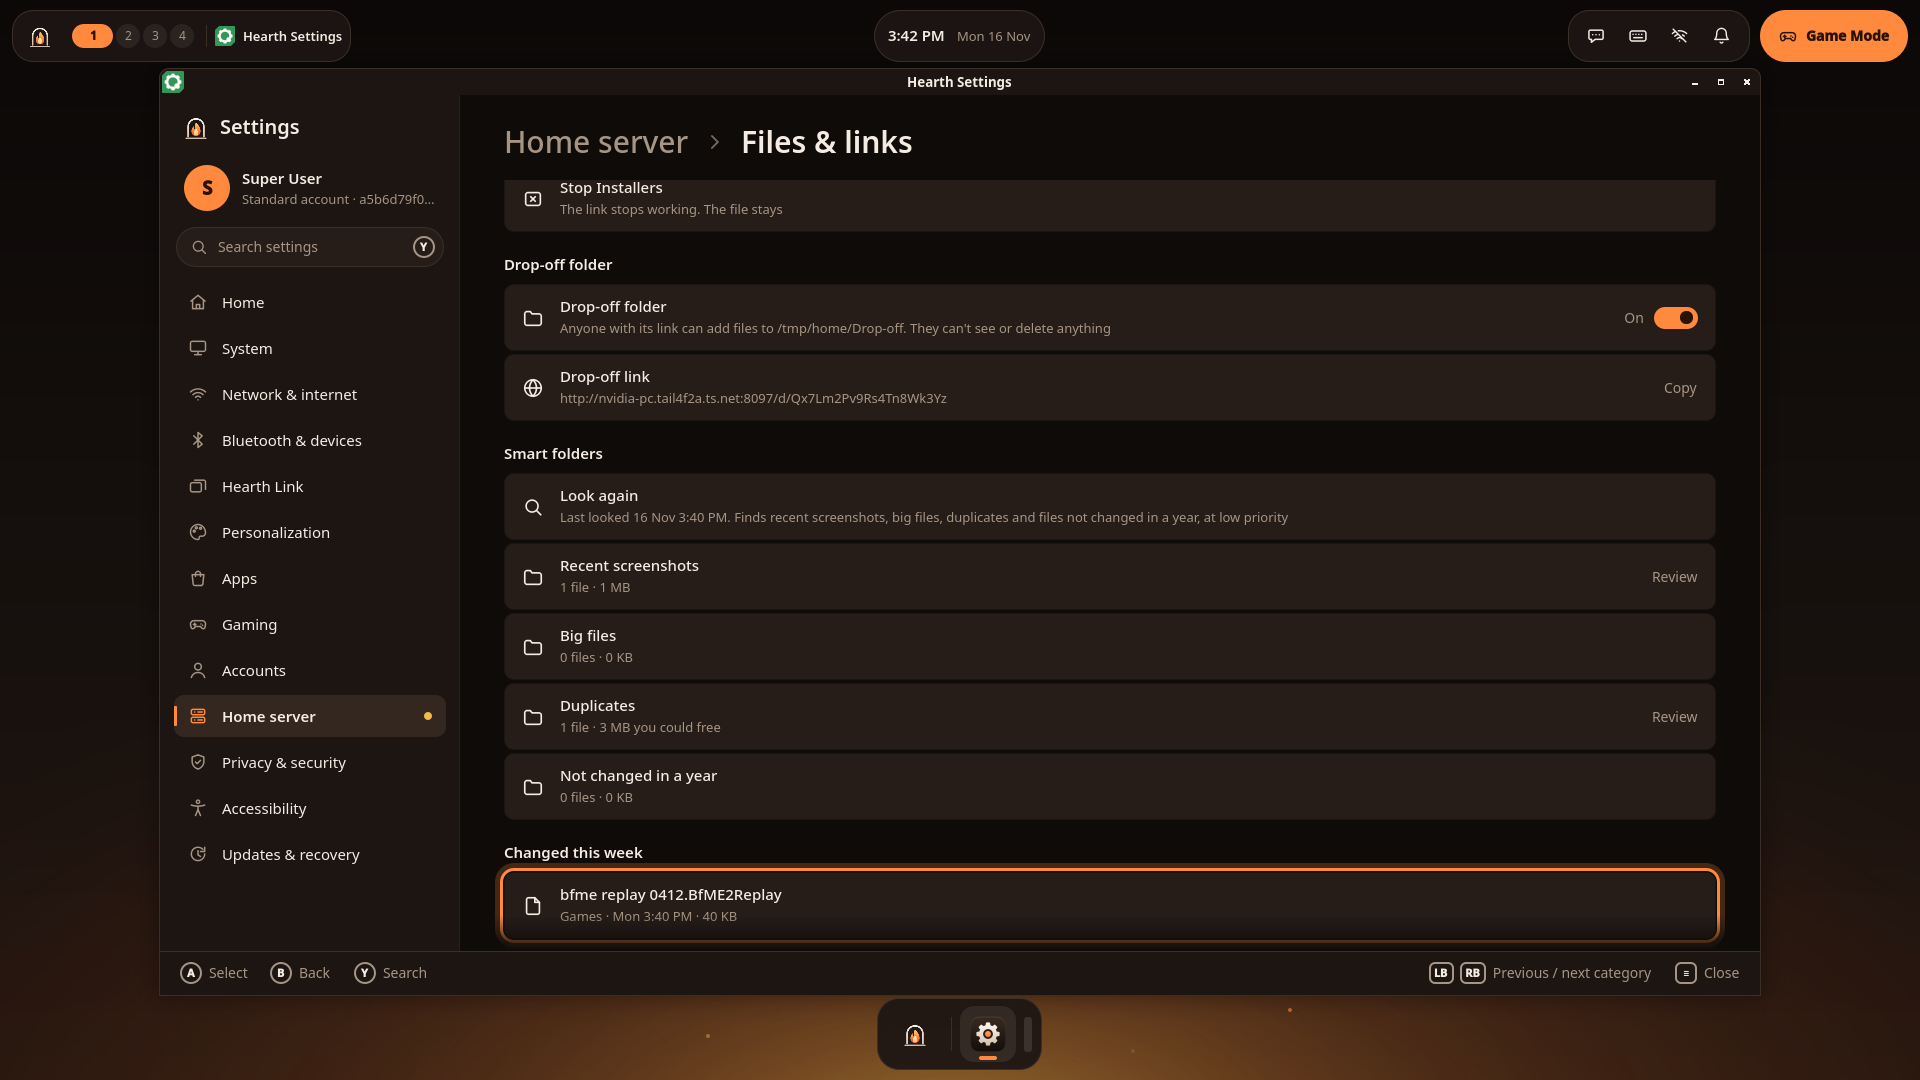 1 2 3 4 Hearth Settings
3:42 PM Mon 16 Nov
Game Mode
Hearth Settings
Settings
S
Super User
Standard account · a5b6d79f0...
Search settings Y
Home
System
Network & internet
Bluetooth & devices
Hearth Link
Personalization
Apps
Gaming
Accounts
Home server
Privacy & security
Accessibility
Updates & recovery
Home server > Files & links
Stop Installers
The link stops working. The file stays
Drop-off folder
Drop-off folder
Anyone with its link can add files to /tmp/home/Drop-off. They can't see or delete anything
On
Drop-off link
http://nvidia-pc.tail4f2a.ts.net:8097/d/Qx7Lm2Pv9Rs4Tn8Wk3Yz
Copy
Smart folders
Look again
Last looked 16 Nov 3:40 PM. Finds recent screenshots, big files, duplicates and files not changed in a year, at low priority
Recent screenshots
1 file · 1 MB
Review
Big files
0 files · 0 KB
Duplicates
1 file · 3 MB you could free
Review
Not changed in a year
0 files · 0 KB
Changed this week
bfme replay 0412.BfME2Replay
Games · Mon 3:40 PM · 40 KB
A Select B Back Y Search
LB RB Previous / next category Close